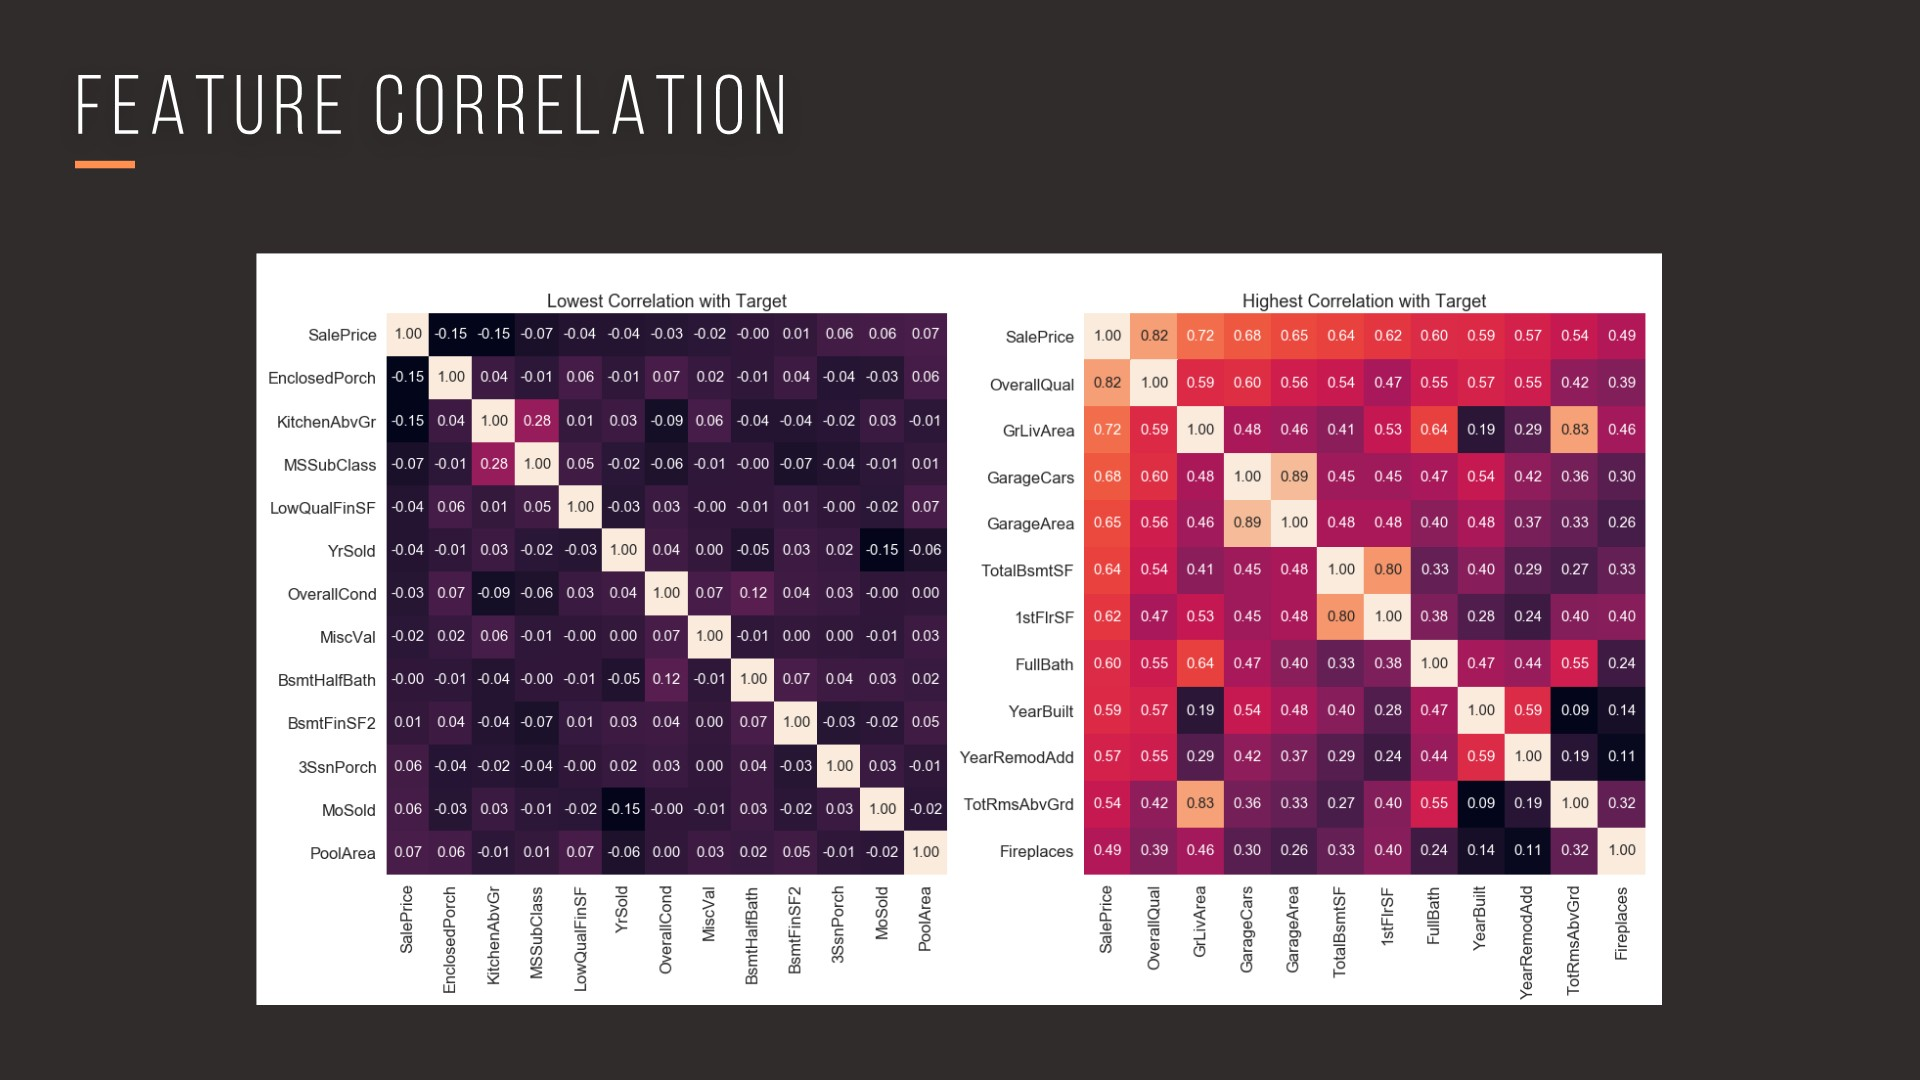 FEATURE CORRELATION
Lowest Correlation with Target
SalePrice 1.00 -0.15 -0.15 -0.07 -0.04 -0.04 -0.03 -0.02 -0.00 0.01 0.06 0.06 0.07
EnclosedPorch -0.15 1.00 0.04 -0.01 0.06 -0.01 0.07 0.02 -0.01 0.04 -0.04 -0.03 0.06
KitchenAbvGr -0.15 0.04 1.00 0.28 0.01 0.03 -0.09 0.06 -0.04 -0.04 -0.02 0.03 -0.01
MSSubClass -0.07 -0.01 0.28 1.00 0.05 -0.02 -0.06 -0.01 -0.00 -0.07 -0.04 -0.01 0.01
LowQualFinSF -0.04 0.06 0.01 0.05 1.00 -0.03 0.03 -0.00 -0.01 0.01 -0.00 -0.02 0.07
YrSold -0.04 -0.01 0.03 -0.02 -0.03 1.00 0.04 0.00 -0.05 0.03 0.02 -0.15 -0.06
OverallCond -0.03 0.07 -0.09 -0.06 0.03 0.04 1.00 0.07 0.12 0.04 0.03 -0.00 0.00
MiscVal -0.02 0.02 0.06 -0.01 -0.00 0.00 0.07 1.00 -0.01 0.00 0.00 -0.01 0.03
BsmtHalfBath -0.00 -0.01 -0.04 -0.00 -0.01 -0.05 0.12 -0.01 1.00 0.07 0.04 0.03 0.02
BsmtFinSF2 0.01 0.04 -0.04 -0.07 0.01 0.03 0.04 0.00 0.07 1.00 -0.03 -0.02 0.05
3SsnPorch 0.06 -0.04 -0.02 -0.04 -0.00 0.02 0.03 0.00 0.04 -0.03 1.00 0.03 -0.01
MoSold 0.06 -0.03 0.03 -0.01 -0.02 -0.15 -0.00 -0.01 0.03 -0.02 0.03 1.00 -0.02
PoolArea 0.07 0.06 -0.01 0.01 0.07 -0.06 0.00 0.03 0.02 0.05 -0.01 -0.02 1.00
SalePrice EnclosedPorch KitchenAbvGr MSSubClass LowQualFinSF YrSold OverallCond MiscVal BsmtHalfBath BsmtFinSF2 3SsnPorch MoSold PoolArea
Highest Correlation with Target
SalePrice 1.00 0.82 0.72 0.68 0.65 0.64 0.62 0.60 0.59 0.57 0.54 0.49
OverallQual 0.82 1.00 0.59 0.60 0.56 0.54 0.47 0.55 0.57 0.55 0.42 0.39
GrLivArea 0.72 0.59 1.00 0.48 0.46 0.41 0.53 0.64 0.19 0.29 0.83 0.46
GarageCars 0.68 0.60 0.48 1.00 0.89 0.45 0.45 0.47 0.54 0.42 0.36 0.30
GarageArea 0.65 0.56 0.46 0.89 1.00 0.48 0.48 0.40 0.48 0.37 0.33 0.26
TotalBsmtSF 0.64 0.54 0.41 0.45 0.48 1.00 0.80 0.33 0.40 0.29 0.27 0.33
1stFlrSF 0.62 0.47 0.53 0.45 0.48 0.80 1.00 0.38 0.28 0.24 0.40 0.40
FullBath 0.60 0.55 0.64 0.47 0.40 0.33 0.38 1.00 0.47 0.44 0.55 0.24
YearBuilt 0.59 0.57 0.19 0.54 0.48 0.40 0.28 0.47 1.00 0.59 0.09 0.14
YearRemodAdd 0.57 0.55 0.29 0.42 0.37 0.29 0.24 0.44 0.59 1.00 0.19 0.11
TotRmsAbvGrd 0.54 0.42 0.83 0.36 0.33 0.27 0.40 0.55 0.09 0.19 1.00 0.32
Fireplaces 0.49 0.39 0.46 0.30 0.26 0.33 0.40 0.24 0.14 0.11 0.32 1.00
SalePrice OverallQual GrLivArea GarageCars GarageArea TotalBsmtSF 1stFlrSF FullBath YearBuilt YearRemodAdd TotRmsAbvGrd Fireplaces